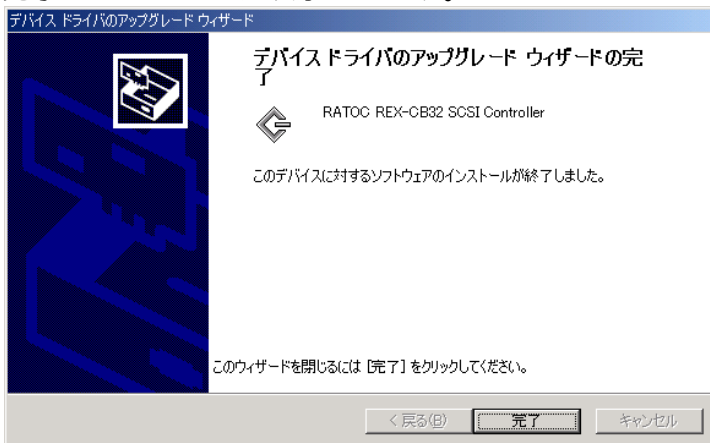 デバイス ドライバのアップグレード ウィザード
デバイス ドライバのアップグレード ウィザードの完
了
RATOC REX-CB32 SCSI Controller
このデバイスに対するソフトウェアのインストールが終了しました。
このウィザードを閉じるには [完了] をクリックしてください。
< 戻る(B)
完了
キャンセル